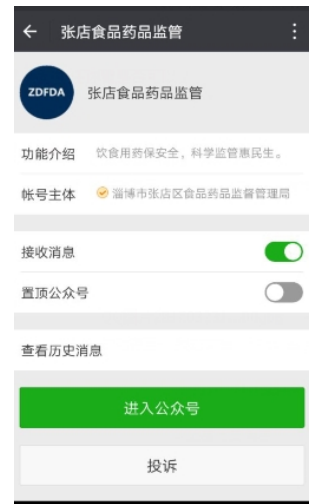 张店食品药品监管
ZDFDA
张店食品药品监管
功能介绍 饮食用药保安全，科学监管惠民生。
帐号主体 淄博市张店区食品药品监督管理局
接收消息
置顶公众号
查看历史消息
进入公众号
投诉